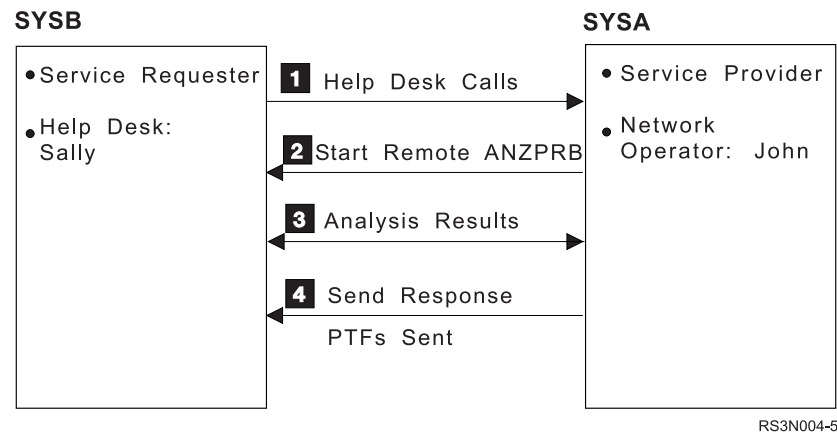 SYSB
SYSA
Service Requester
Help Desk:
Sally
1 Help Desk Calls
2 Start Remote ANZPRB
3 Analysis Results
4 Send Response
PTFs Sent
Service Provider
Network
Operator: John
RS3N004-5